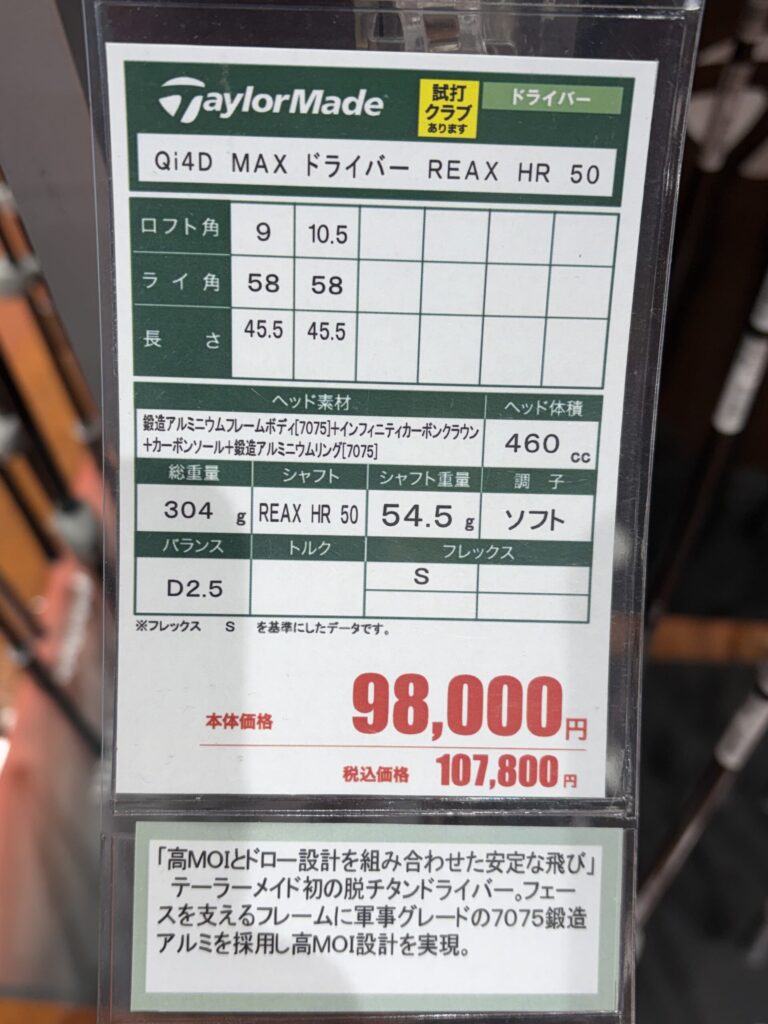 TaylorMade
試打
クラブ
あります
ドライバー
Qi4D MAX ドライバー REAX HR 50
ロフト角 9 10.5
ライ角 58 58
長さ 45.5 45.5
ヘッド素材 ヘッド体積
鍛造アルミニウムフレームボディ[7075]+インフィニティカーボンクラウン
+カーボンソール+鍛造アルミニウムリング[7075]
460 cc
総重量 シャフト シャフト重量 調子
304 g REAX HR 50 54.5 g ソフト
バランス トルク フレックス
D2.5 S
※フレックス S を基準にしたデータです。
本体価格 98,000円
税込価格 107,800円
「高MOIとドロー設計を組み合わせた安定な飛び」
テーラーメイド初の脱チタンドライバー。フェー
スを支えるフレームに軍事グレードの7075鍛造
アルミを採用し高MOI設計を実現。